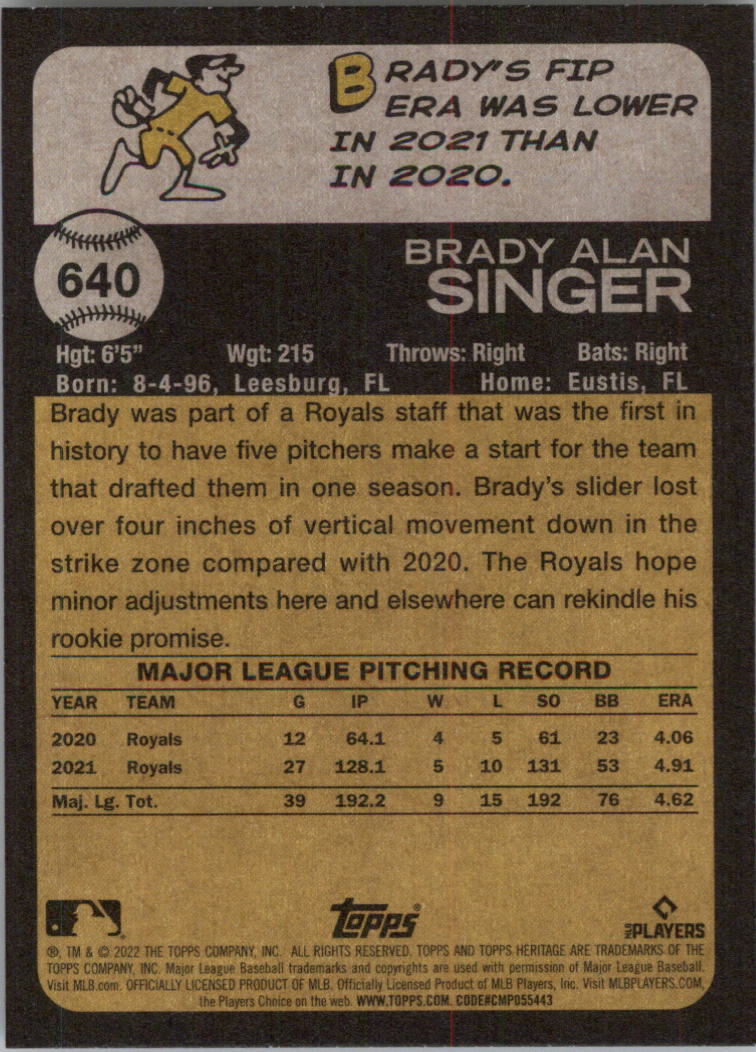 BRADY'S FIP
ERA WAS LOWER
IN 2021 THAN
IN 2020.
640
BRADY ALAN
SINGER
Hgt: 6'5" Wgt: 215 Throws: Right Bats: Right
Born: 8-4-96, Leesburg, FL Home: Eustis, FL
Brady was part of a Royals staff that was the first in
history to have five pitchers make a start for the team
that drafted them in one season. Brady's slider lost
over four inches of vertical movement down in the
strike zone compared with 2020. The Royals hope
minor adjustments here and elsewhere can rekindle his
rookie promise.
MAJOR LEAGUE PITCHING RECORD
YEAR TEAM G IP W L SO BB ERA
2020 Royals 12 64.1 4 5 61 23 4.06
2021 Royals 27 128.1 5 10 131 53 4.91
Maj. Lg. Tot. 39 192.2 9 15 192 76 4.62
Topps® MLB PLAYERS
®, TM & © 2022 THE TOPPS COMPANY, INC. ALL RIGHTS RESERVED. TOPPS AND TOPPS HERITAGE ARE TRADEMARKS OF THE
TOPPS COMPANY, INC. Major League Baseball trademarks and copyrights are used with permission of Major League Baseball.
Visit MLB.com. OFFICIALLY LICENSED PRODUCT OF MLB. Officially Licensed Product of MLB Players, Inc. Visit MLBPLAYERS.COM,
the Players Choice on the web. WWW.TOPPS.COM. CODE#CMP055443